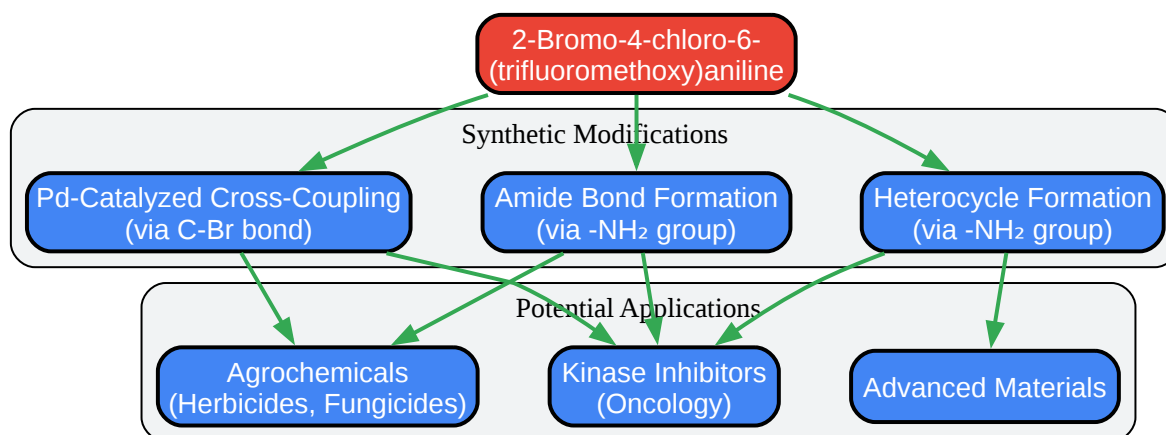 2-Bromo-4-chloro-6-
(trifluoromethoxy)aniline
Synthetic Modifications
Pd-Catalyzed Cross-Coupling
(via C-Br bond)
Amide Bond Formation
(via -NH₂ group)
Heterocycle Formation
(via -NH₂ group)
Potential Applications
Agrochemicals
(Herbicides, Fungicides)
Kinase Inhibitors
(Oncology)
Advanced Materials